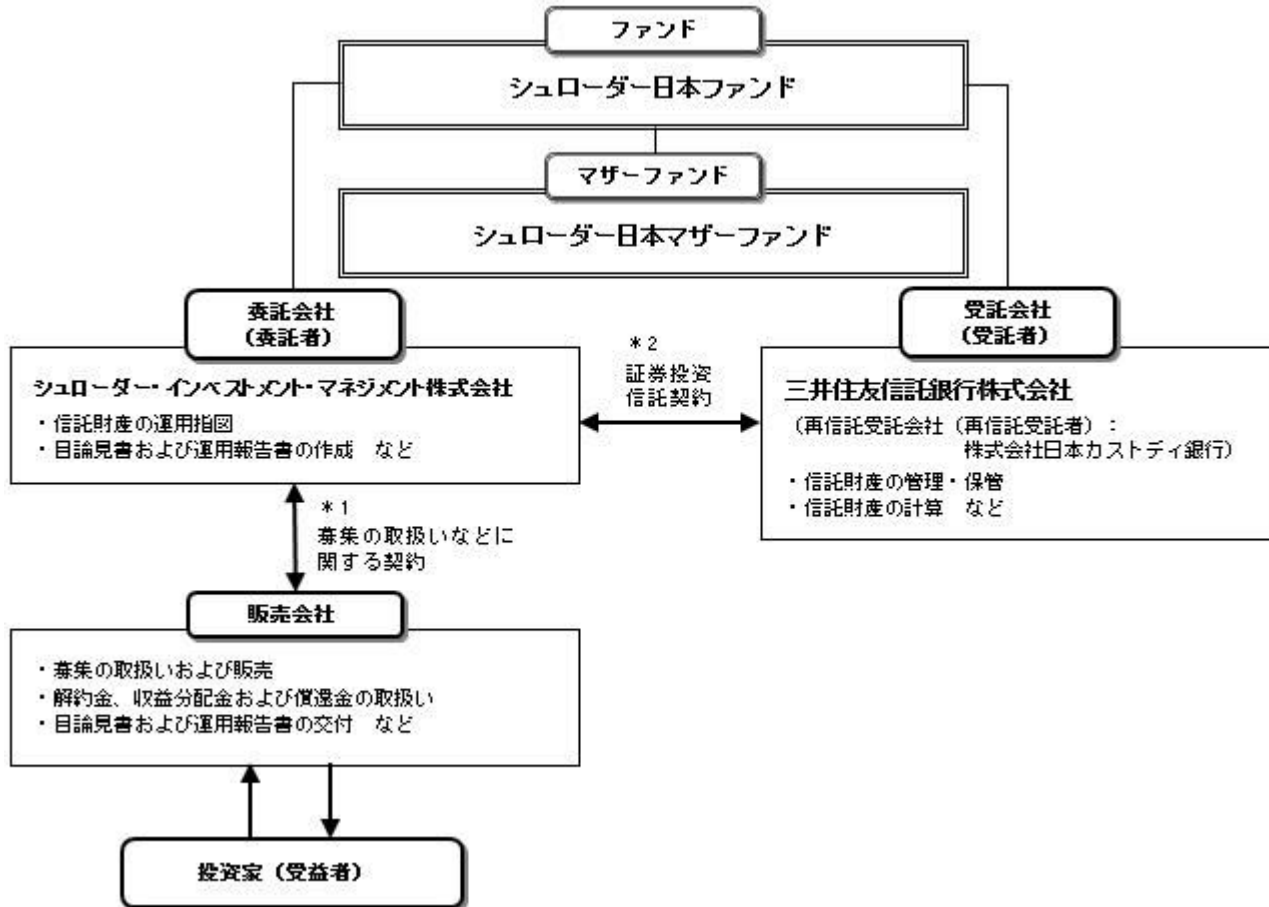 ファンド
シュローダー日本ファンド
マザーファンド
シュローダー日本マザーファンド
委託会社
(委託者)
シュローダー・インベストメント・マネジメント株式会社
・信託財産の運用指図
・目論見書および運用報告書の作成 など
*2
証券投資
信託契約
受託会社
(受託者)
三井住友信託銀行株式会社
(再信託受託会社(再信託受託者):
株式会社日本カストディ銀行)
・信託財産の管理・保管
・信託財産の計算 など
*1
募集の取扱いなどに
関する契約
販売会社
・募集の取扱いおよび販売
・解約金、収益分配金および償還金の取扱い
・目論見書および運用報告書の交付 など
投資家(受益者)